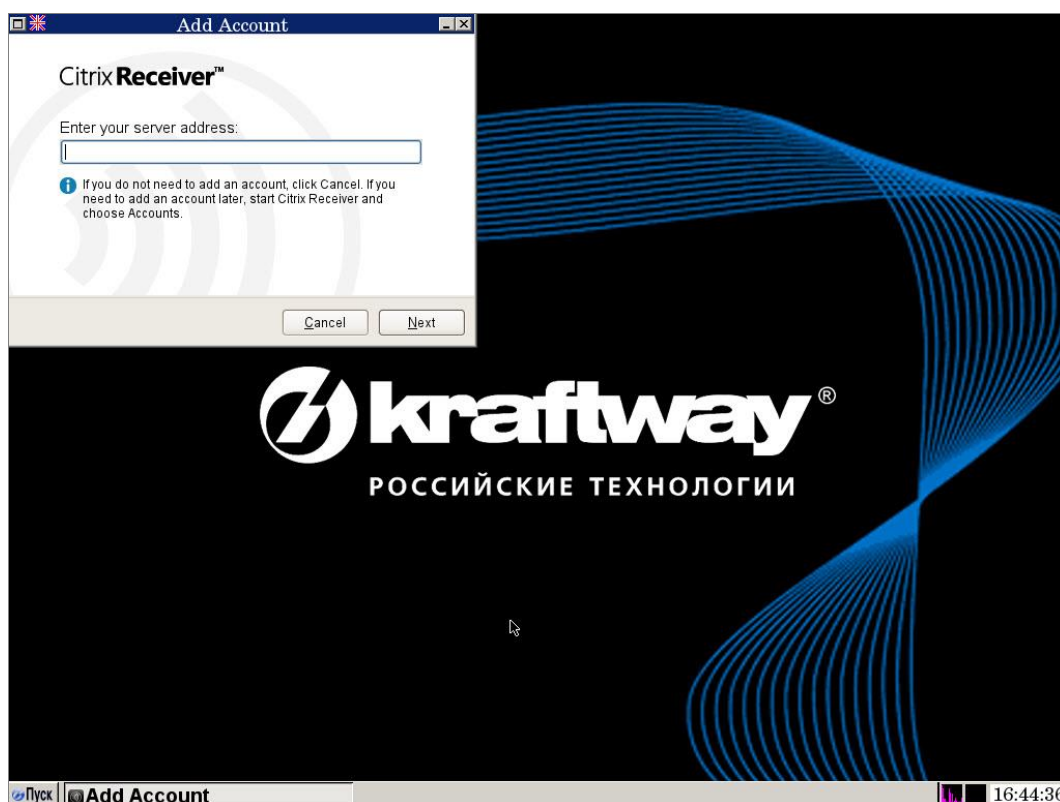 Add Account
Citrix Receiver™
Enter your server address:
If you do not need to add an account, click Cancel. If you
need to add an account later, start Citrix Receiver and
choose Accounts.
Cancel
Next
kraftway®
РОССИЙСКИЕ ТЕХНОЛОГИИ
Пуск
Add Account
16:44:36